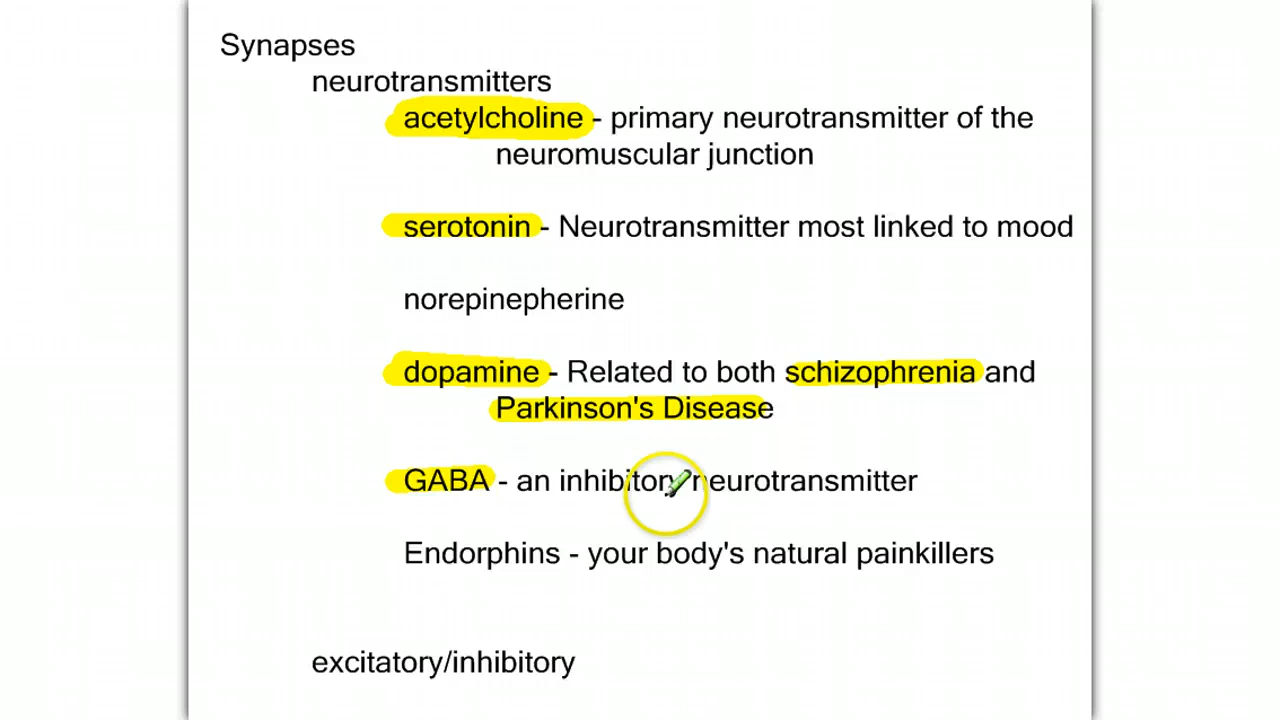 Synapses
neurotransmitters
acetylcholine - primary neurotransmitter of the
neuromuscular junction
serotonin - Neurotransmitter most linked to mood
norepinepherine
dopamine - Related to both schizophrenia and
Parkinson's Disease
GABA - an inhibitory neurotransmitter
Endorphins - your body's natural painkillers
excitatory/inhibitory